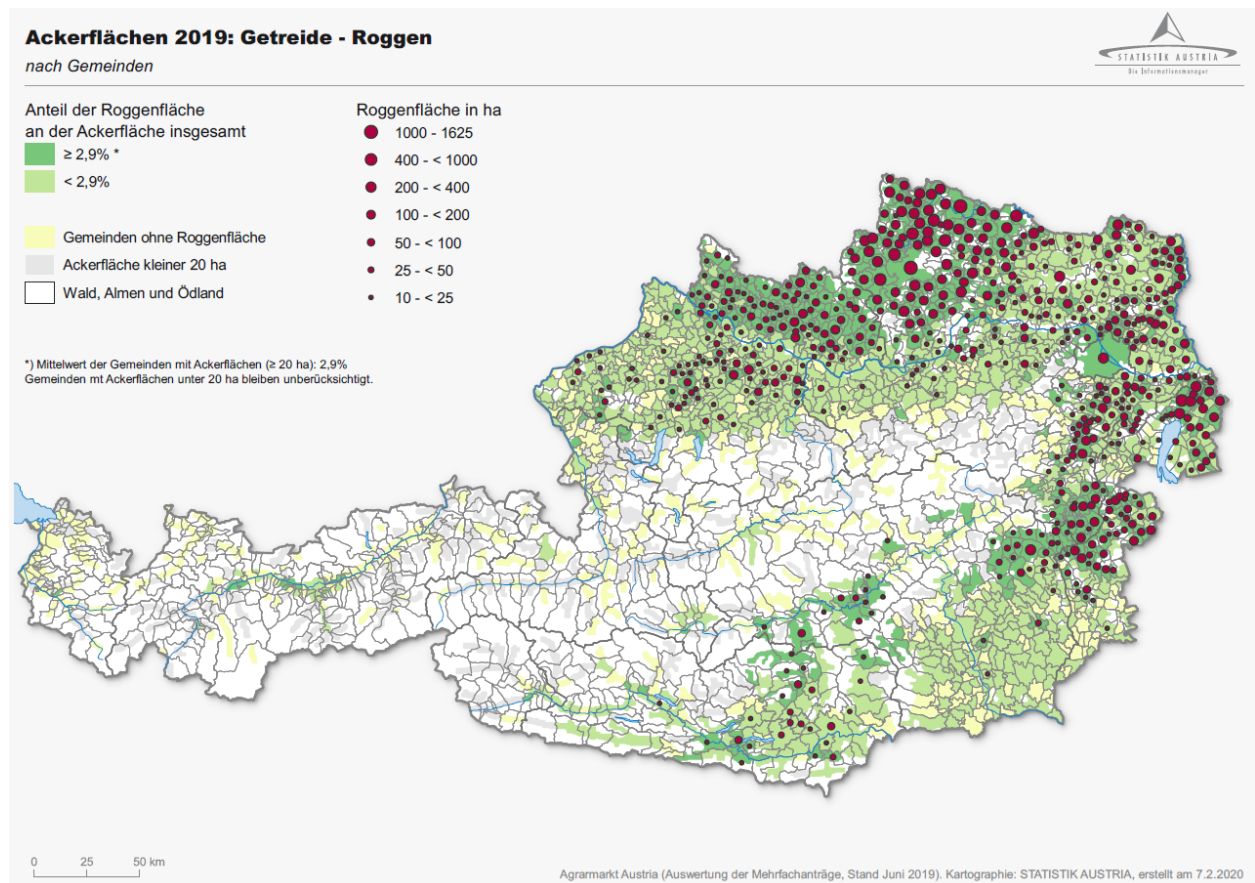 Ackerflächen 2019: Getreide - Roggen
nach Gemeinden
STATISTIK AUSTRIA
Die Informationsmanager
Anteil der Roggenfläche
an der Ackerfläche insgesamt
≥ 2,9% *
< 2,9%
Gemeinden ohne Roggenfläche
Ackerfläche kleiner 20 ha
Wald, Almen und Ödland
Roggenfläche in ha
1000 - 1625
400 - < 1000
200 - < 400
100 - < 200
50 - < 100
25 - < 50
10 - < 25
*) Mittelwert der Gemeinden mit Ackerflächen (≥ 20 ha): 2,9%
Gemeinden mt Ackerflächen unter 20 ha bleiben unberücksichtigt.
0 25 50 km
Agrarmarkt Austria (Auswertung der Mehrfachanträge, Stand Juni 2019). Kartographie: STATISTIK AUSTRIA, erstellt am 7.2.2020